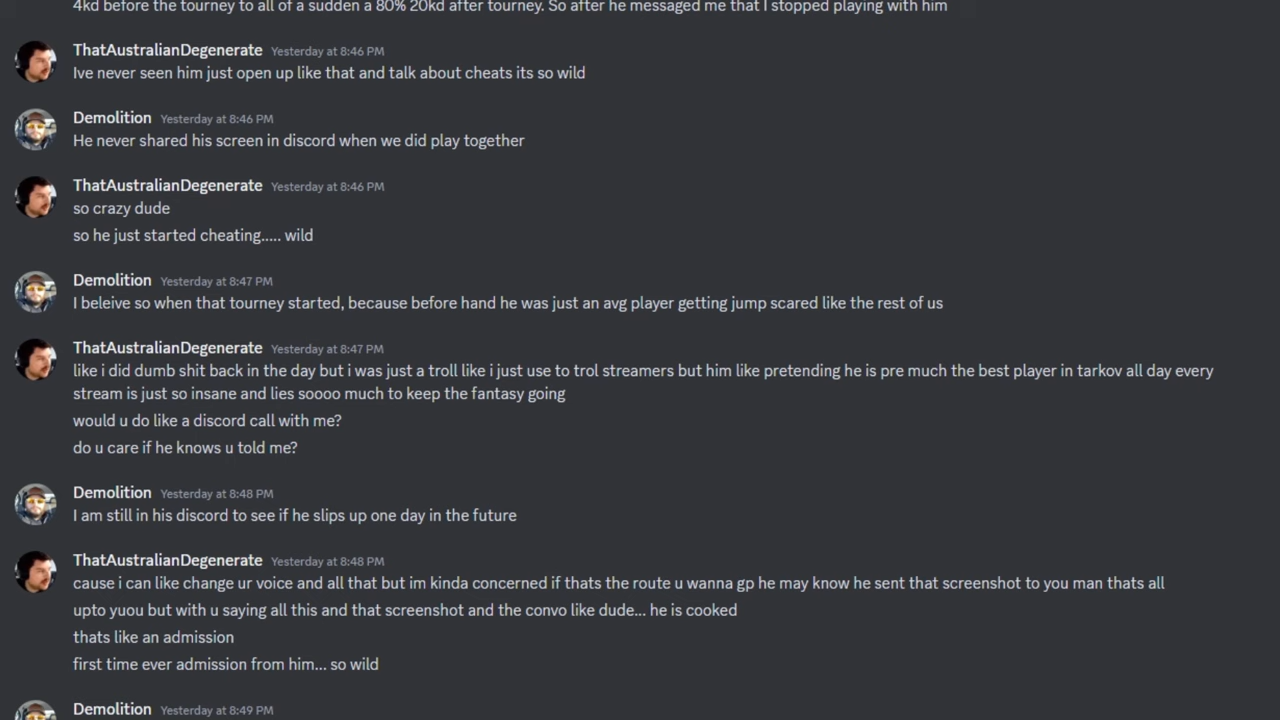 4kd before the tourney to all of a sudden a 80% 20kd after tourney. So after he messaged me that I stopped playing with him
ThatAustralianDegenerate Yesterday at 8:46 PM
Ive never seen him just open up like that and talk about cheats its so wild
Demolition Yesterday at 8:46 PM
He never shared his screen in discord when we did play together
ThatAustralianDegenerate Yesterday at 8:46 PM
so crazy dude
so he just started cheating..... wild
Demolition Yesterday at 8:47 PM
I beleive so when that tourney started, because before hand he was just an avg player getting jump scared like the rest of us
ThatAustralianDegenerate Yesterday at 8:47 PM
like i did dumb shit back in the day but i was just a troll like i just use to trol streamers but him like pretending he is pre much the best player in tarkov all day every
stream is just so insane and lies soooo much to keep the fantasy going
would u do like a discord call with me?
do u care if he knows u told me?
Demolition Yesterday at 8:48 PM
I am still in his discord to see if he slips up one day in the future
ThatAustralianDegenerate Yesterday at 8:48 PM
cause i can like change ur voice and all that but im kinda concerned if thats the route u wanna gp he may know he sent that screenshot to you man thats all
upto yuou but with u saying all this and that screenshot and the convo like dude... he is cooked
thats like an admission
first time ever admission from him... so wild
Demolition Yesterday at 8:49 PM